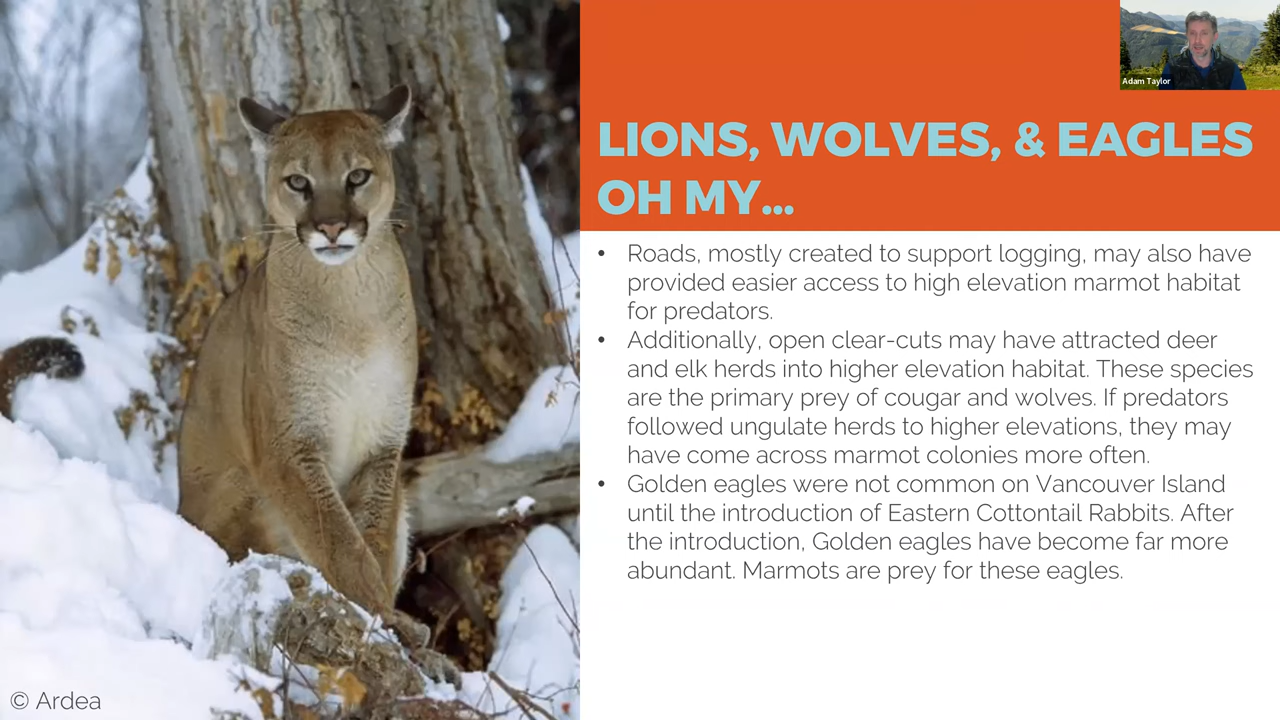 Adam Taylor
LIONS, WOLVES, & EAGLES
OH MY...
• Roads, mostly created to support logging, may also have
provided easier access to high elevation marmot habitat
for predators.
• Additionally, open clear-cuts may have attracted deer
and elk herds into higher elevation habitat. These species
are the primary prey of cougar and wolves. If predators
followed ungulate herds to higher elevations, they may
have come across marmot colonies more often.
• Golden eagles were not common on Vancouver Island
until the introduction of Eastern Cottontail Rabbits. After
the introduction, Golden eagles have become far more
abundant. Marmots are prey for these eagles.
© Ardea